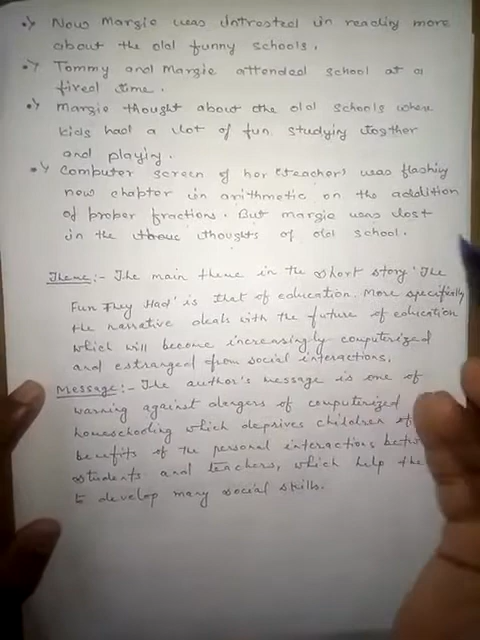 Now Margie was Intrested in reading more
about the old funny schools.
Tommy and Margie attended school at a
fixed time.
Margie thought about the old schools when
kids had a lot of fun studying together
and playing.
Computer screen of her (teacher) was flashing
new chapter in arithmetic on the addition
of proper fractions. But margie was lost
in the thoughts of old school.
Theme:- The main theme in the short story 'The
Fun They Had' is that of education. More specifically
the narrative deals with the future of education
which will become increasingly computerized
and estranged from social interactions.
Message:- The author's message is one of
warning against dangers of computerized
homeschooling which deprives children of
benefits of the personal interactions betw
students and teachers, which help the
to develop many social skills.